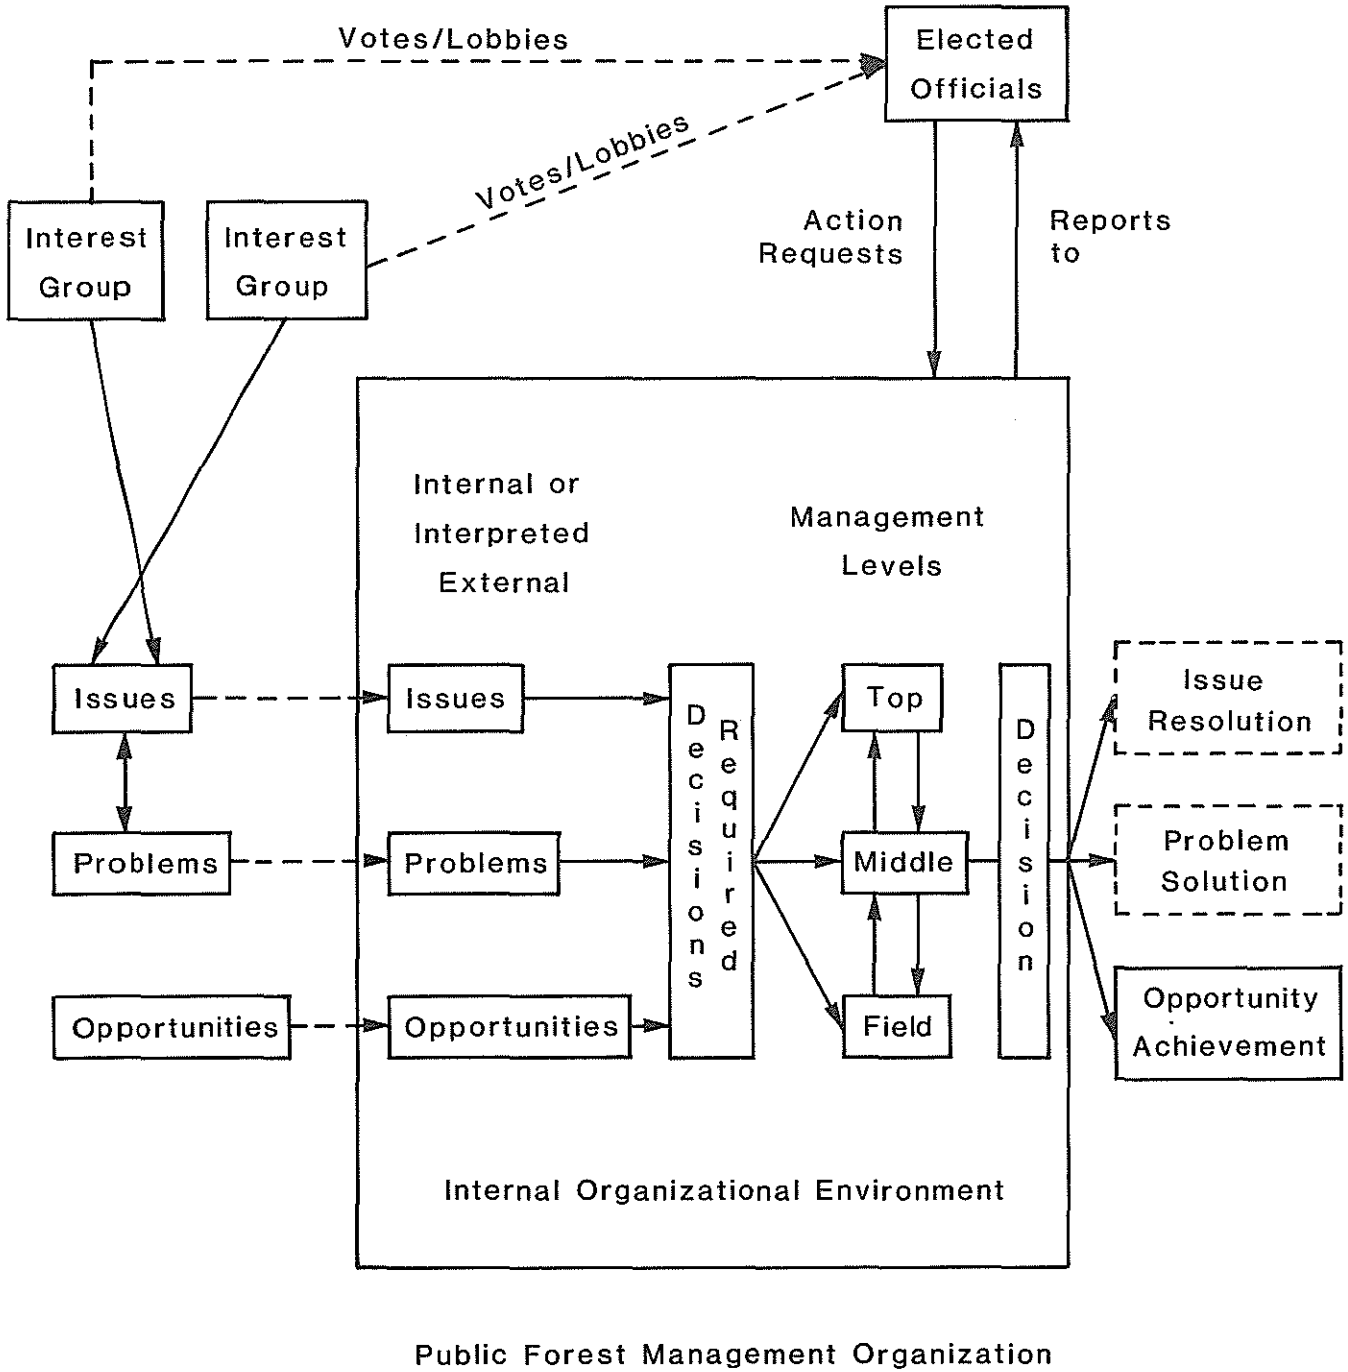 Votes/Lobbies
Elected
Officials
Votes/Lobbies
Interest
Group
Interest
Group
Action
Requests
Reports
to
Internal or
Interpreted
External
Management
Levels
Issues
Issues
Decisions
Required
Top
Decision
Issue
Resolution
Problems
Problems
Middle
Problem
Solution
Opportunities
Opportunities
Field
Opportunity
Achievement
Internal Organizational Environment
Public Forest Management Organization